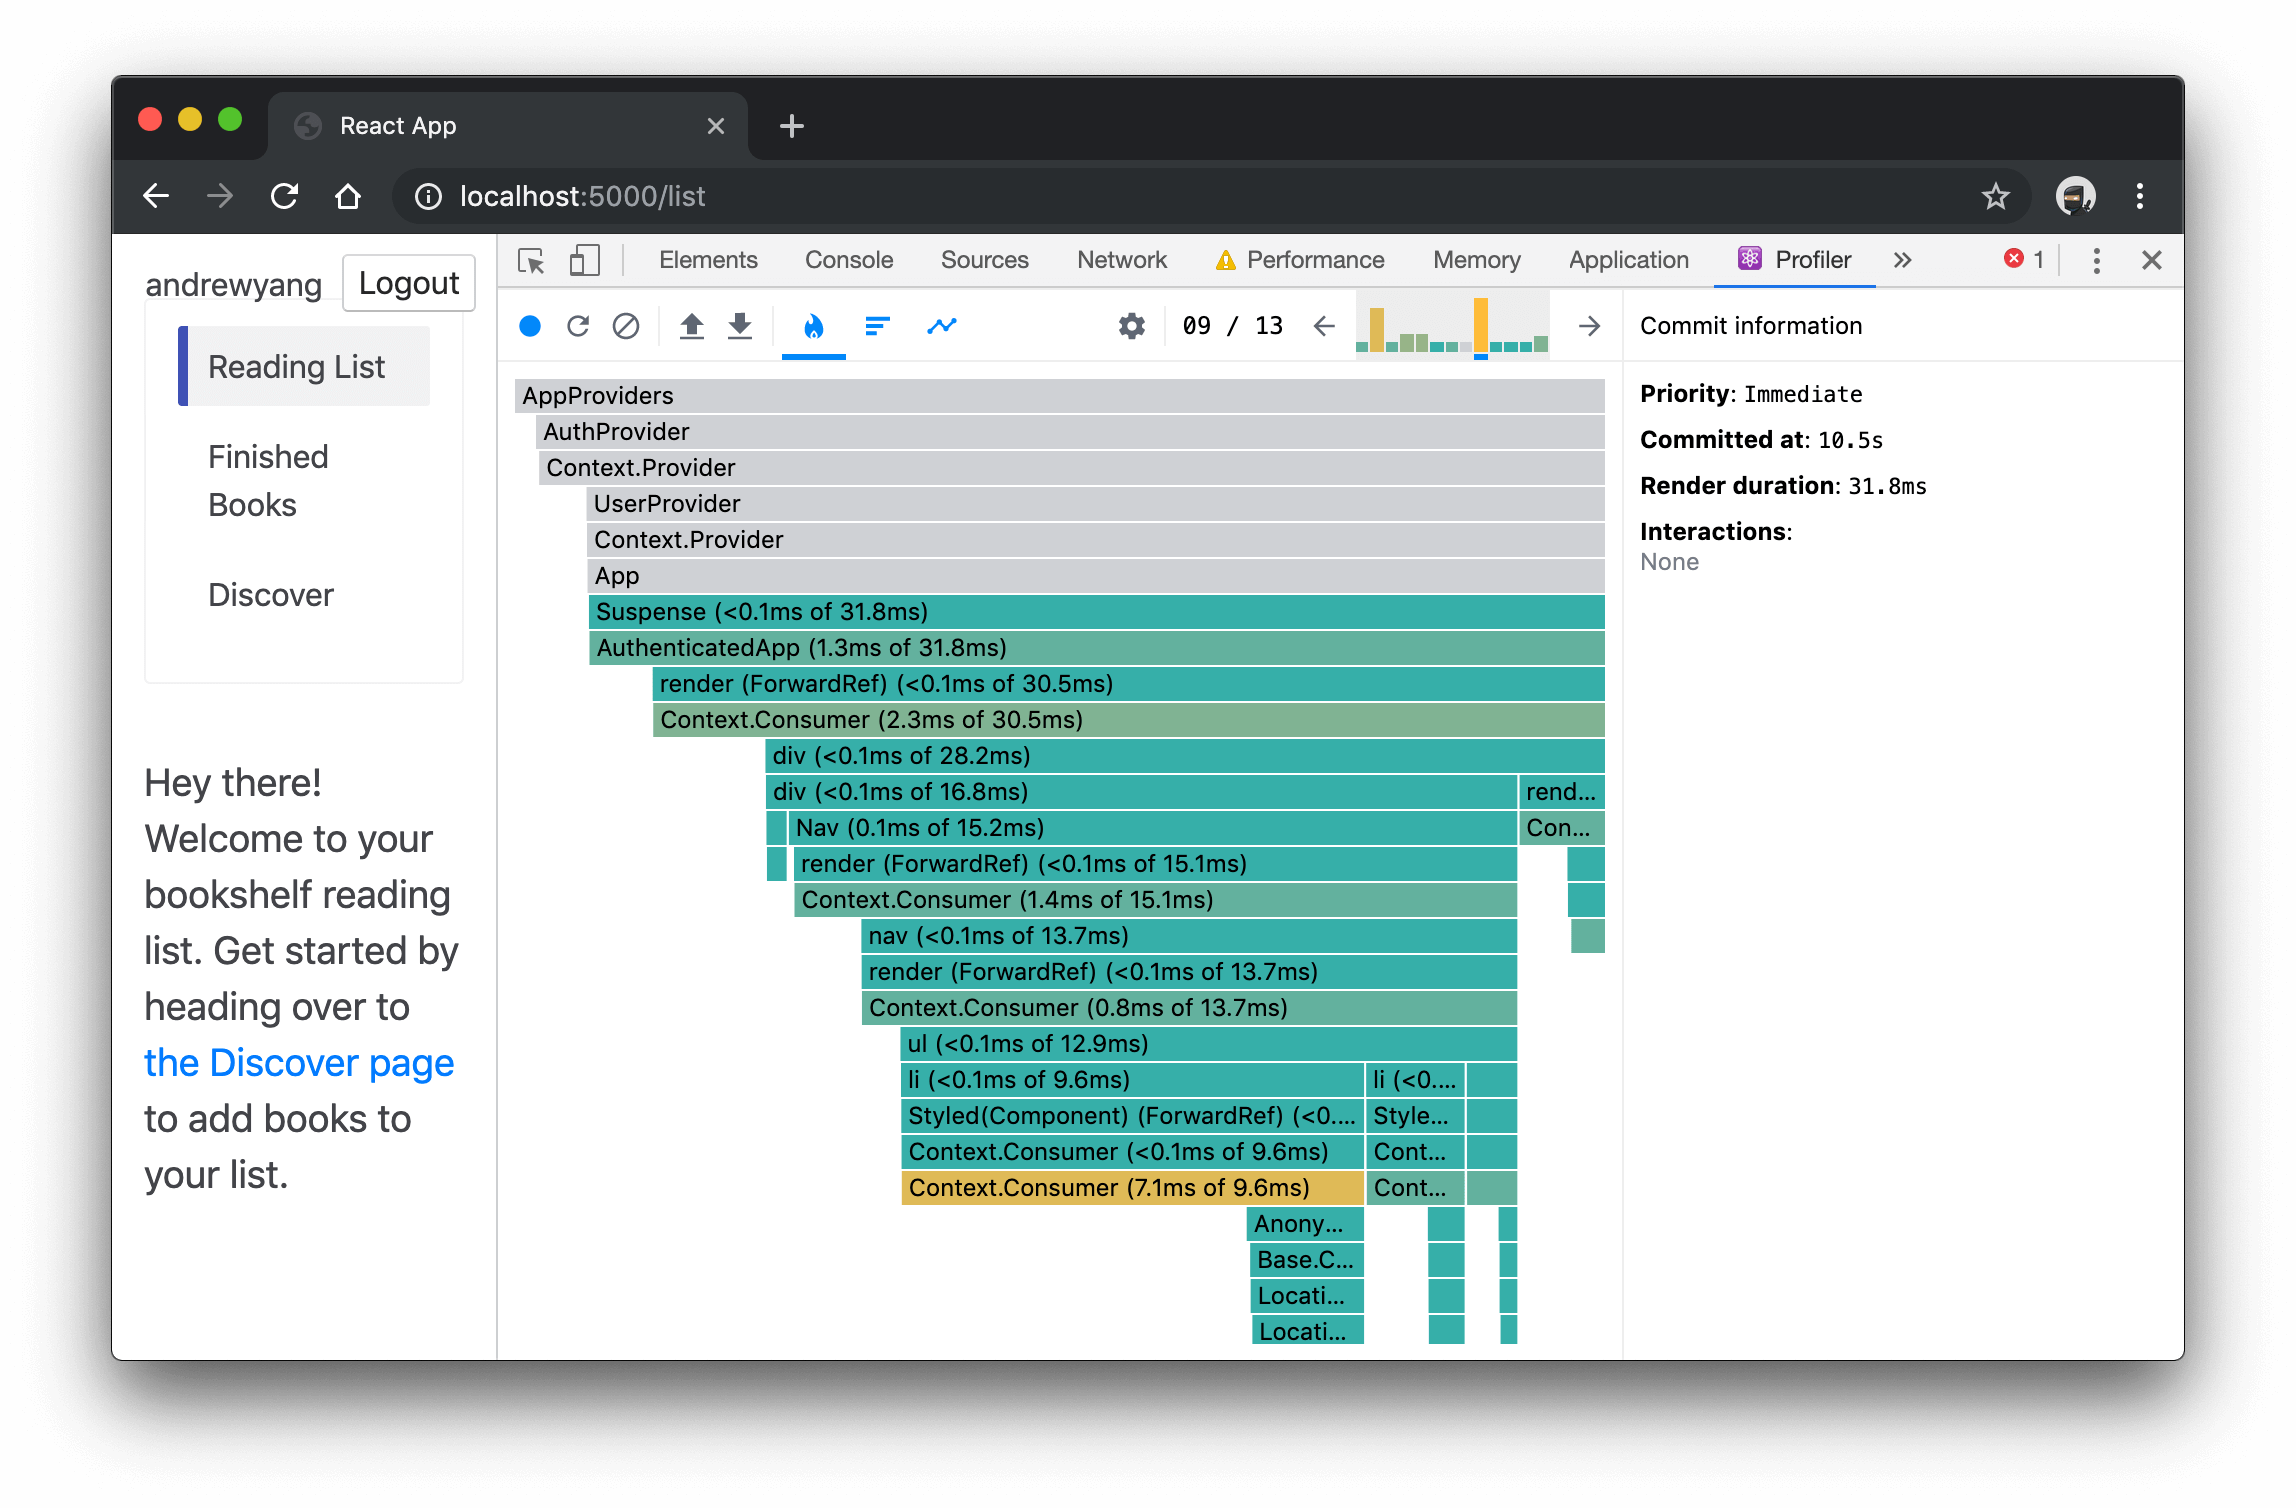 React App
localhost:5000/list
andrewyang
Logout
Reading List
Finished
Books
Discover
Hey there!
Welcome to your
bookshelf reading
list. Get started by
heading over to
the Discover page
to add books to
your list.
Elements Console Sources Network Performance Memory Application Profiler 1
09 / 13
AppProviders
AuthProvider
Context.Provider
UserProvider
Context.Provider
App
Suspense (<0.1ms of 31.8ms)
AuthenticatedApp (1.3ms of 31.8ms)
render (ForwardRef) (<0.1ms of 30.5ms)
Context.Consumer (2.3ms of 30.5ms)
div (<0.1ms of 28.2ms)
div (<0.1ms of 16.8ms) rend...
Nav (0.1ms of 15.2ms) Con...
render (ForwardRef) (<0.1ms of 15.1ms)
Context.Consumer (1.4ms of 15.1ms)
nav (<0.1ms of 13.7ms)
render (ForwardRef) (<0.1ms of 13.7ms)
Context.Consumer (0.8ms of 13.7ms)
ul (<0.1ms of 12.9ms)
li (<0.1ms of 9.6ms) li (<0....
Styled(Component) (ForwardRef) (<0.... Style...
Context.Consumer (<0.1ms of 9.6ms) Cont...
Context.Consumer (7.1ms of 9.6ms) Cont...
Anony...
Base.C...
Locati...
Locati...
Commit information
Priority: Immediate
Committed at: 10.5s
Render duration: 31.8ms
Interactions:
None